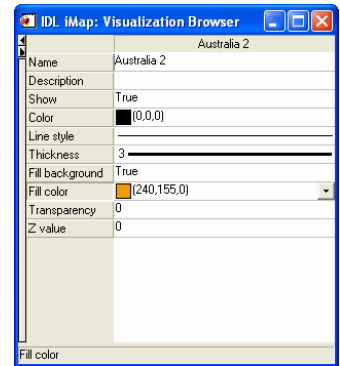 IDL iMap: Visualization Browser
Australia 2
Name Australia 2
Description
Show True
Color (0,0,0)
Line style
Thickness 3
Fill background True
Fill color (240,155,0)
Transparency 0
Z value 0
Fill color